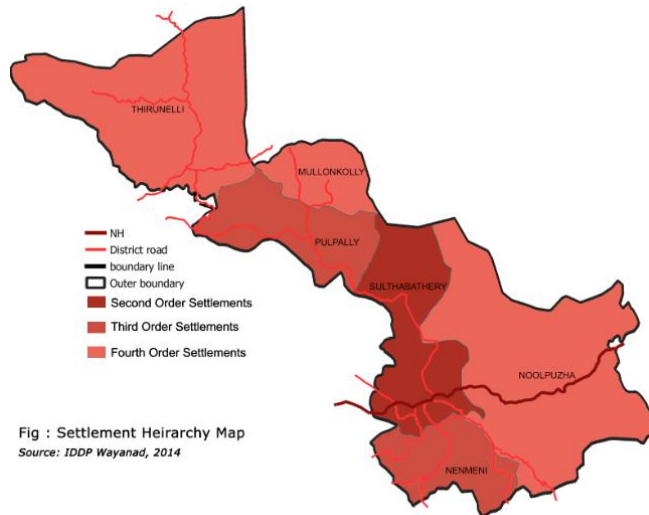 THIRUNELLI
MULLONKOLLY
PULPALLY
SULTHABATHERY
NOOLPUZHA
NENMENI
NH
District road
boundary line
Outer boundary
Second Order Settlements
Third Order Settlements
Fourth Order Settlements
Fig : Settlement Heirarchy Map
Source: IDDP Wayanad, 2014